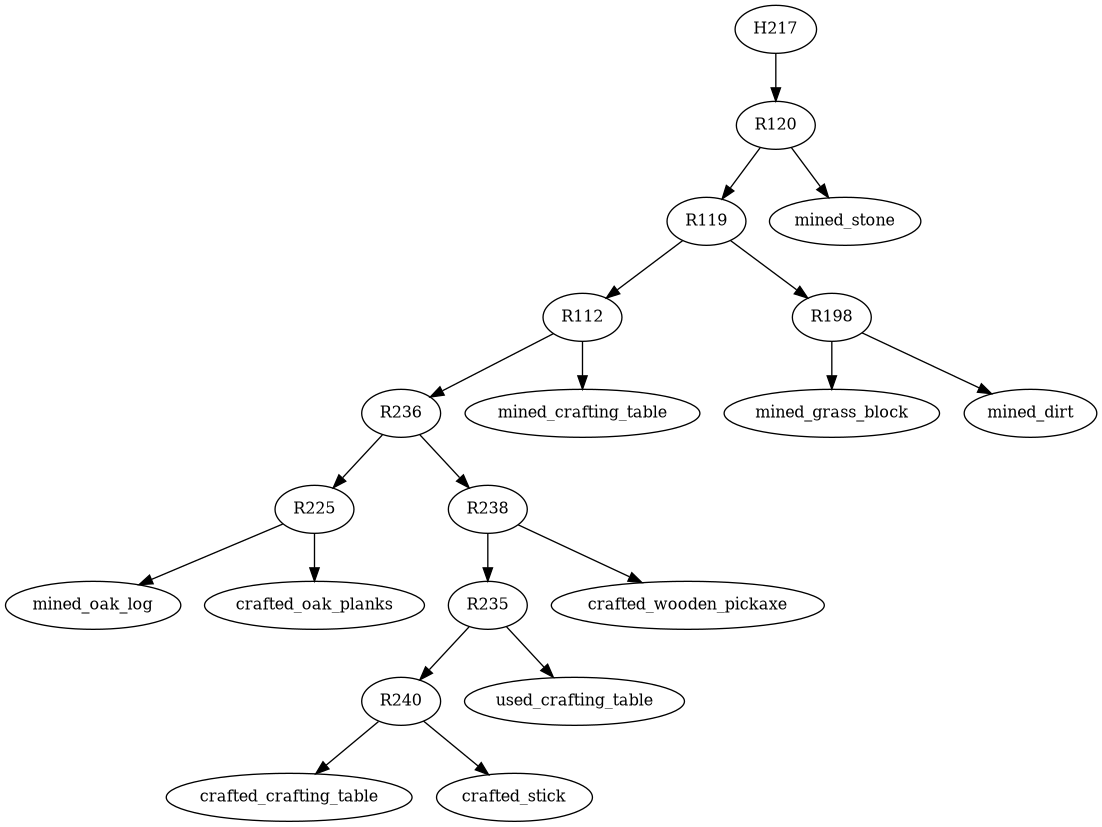 H217
R120
R119
mined_stone
R112
R198
R236
mined_crafting_table
mined_grass_block
mined_dirt
R225
R238
mined_oak_log
crafted_oak_planks
R235
crafted_wooden_pickaxe
R240
used_crafting_table
crafted_crafting_table
crafted_stick